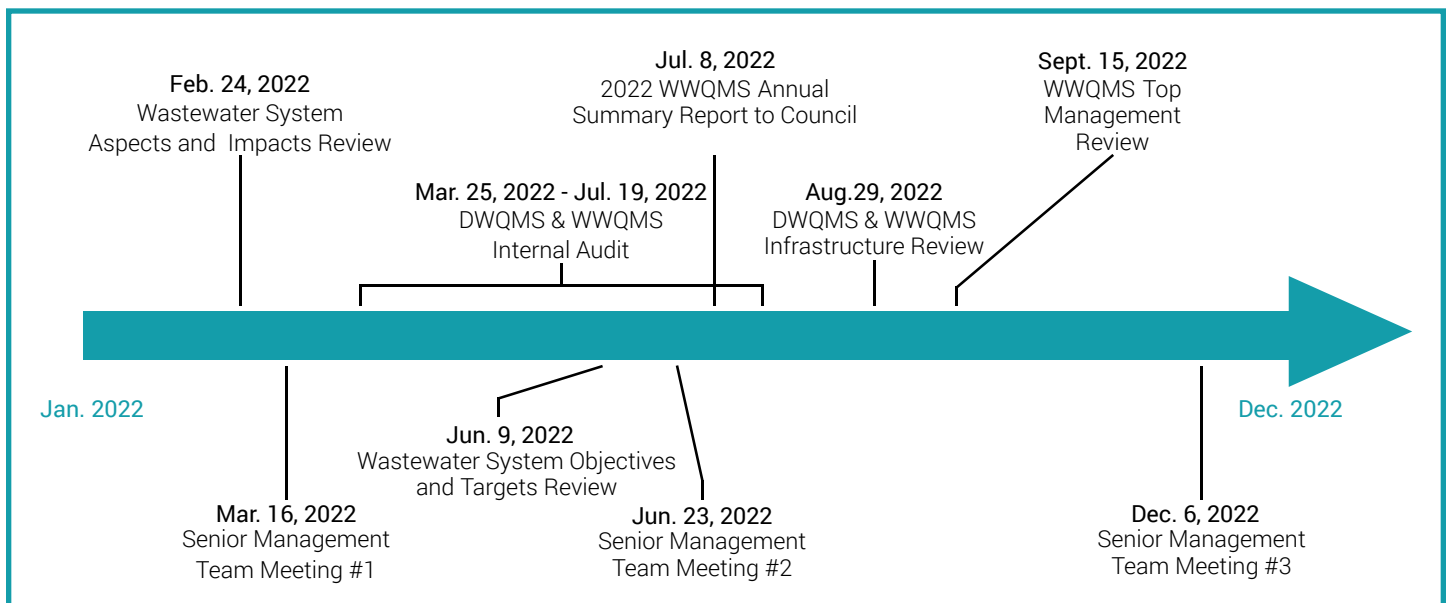 Feb. 24, 2022
Wastewater System
Aspects and Impacts Review
Mar. 25, 2022 - Jul. 19, 2022
DWQMS & WWQMS
Internal Audit
Jul. 8, 2022
2022 WWQMS Annual
Summary Report to Council
Aug.29, 2022
DWQMS & WWQMS
Infrastructure Review
Sept. 15, 2022
WWQMS Top
Management
Review
Jan. 2022
Dec. 2022
Mar. 16, 2022
Senior Management
Team Meeting #1
Jun. 9, 2022
Wastewater System Objectives
and Targets Review
Jun. 23, 2022
Senior Management
Team Meeting #2
Dec. 6, 2022
Senior Management
Team Meeting #3